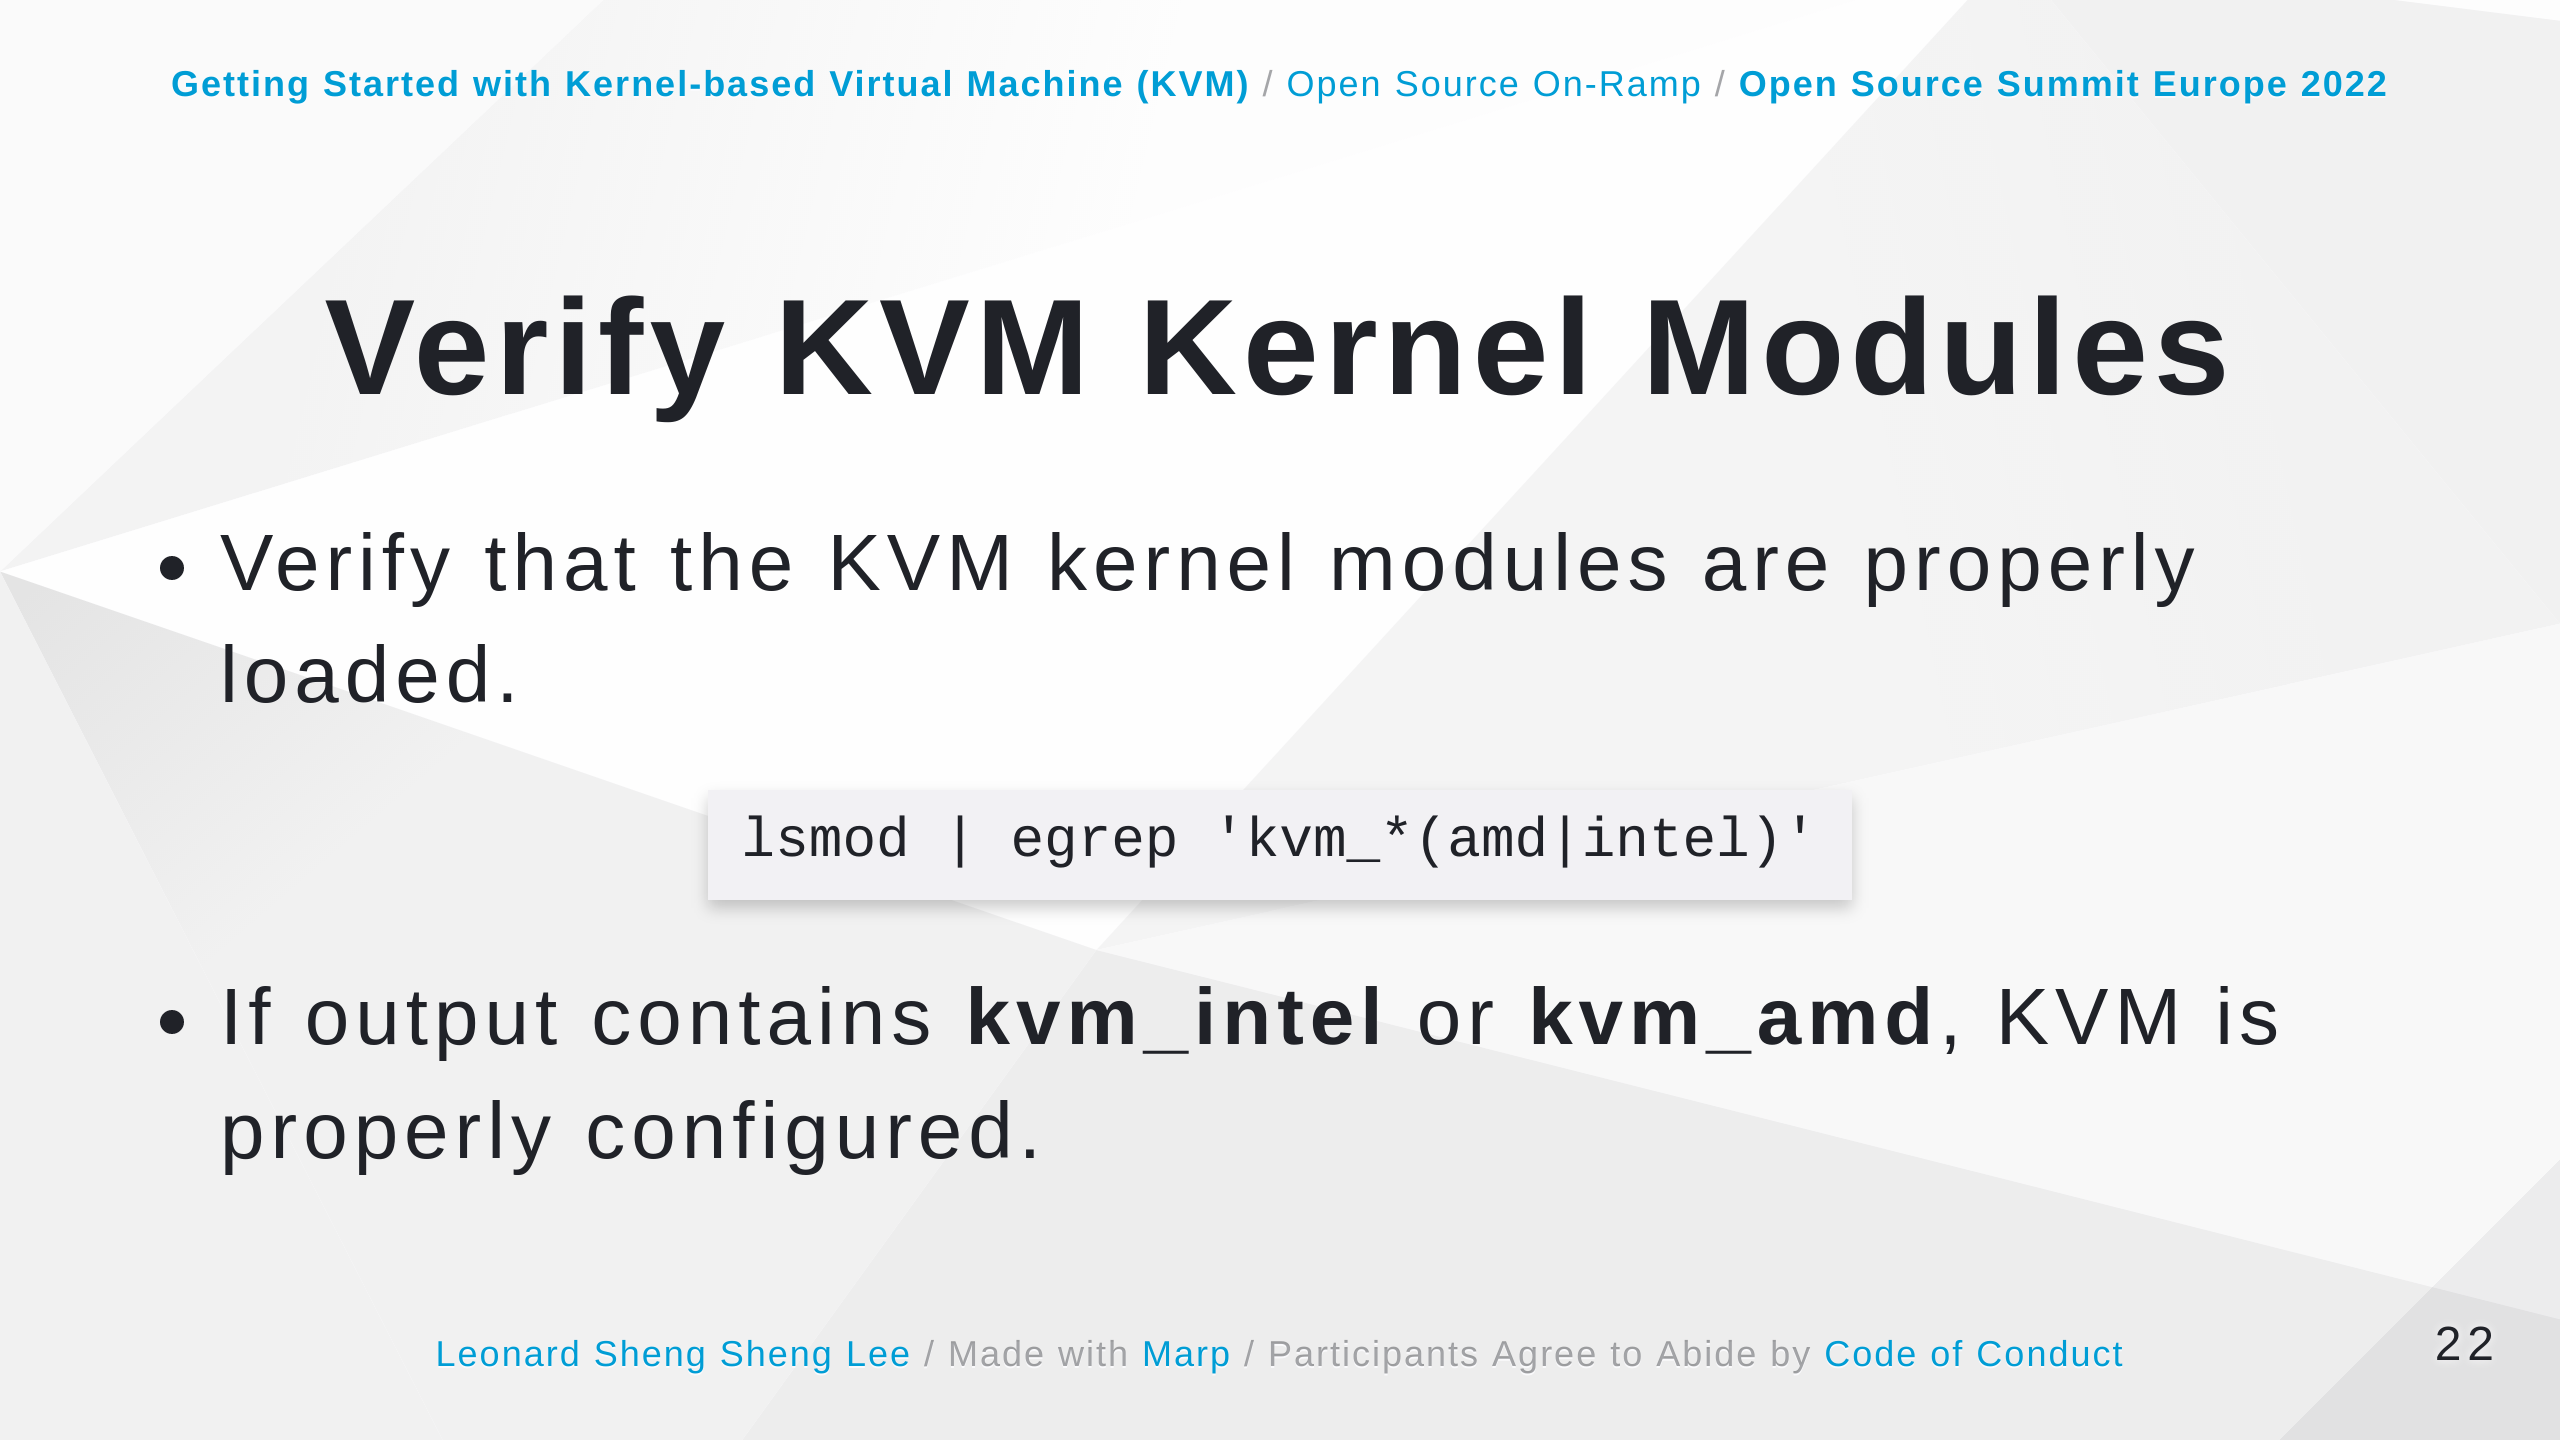 Getting Started with Kernel-based Virtual Machine (KVM) / Open Source On-Ramp / Open Source Summit Europe 2022
Verify KVM Kernel Modules
• Verify that the KVM kernel modules are properly
loaded.
lsmod | egrep 'kvm_*(amd|intel)'
• If output contains kvm_intel or kvm_amd, KVM is
properly configured.
Leonard Sheng Sheng Lee / Made with Marp / Participants Agree to Abide by Code of Conduct
22